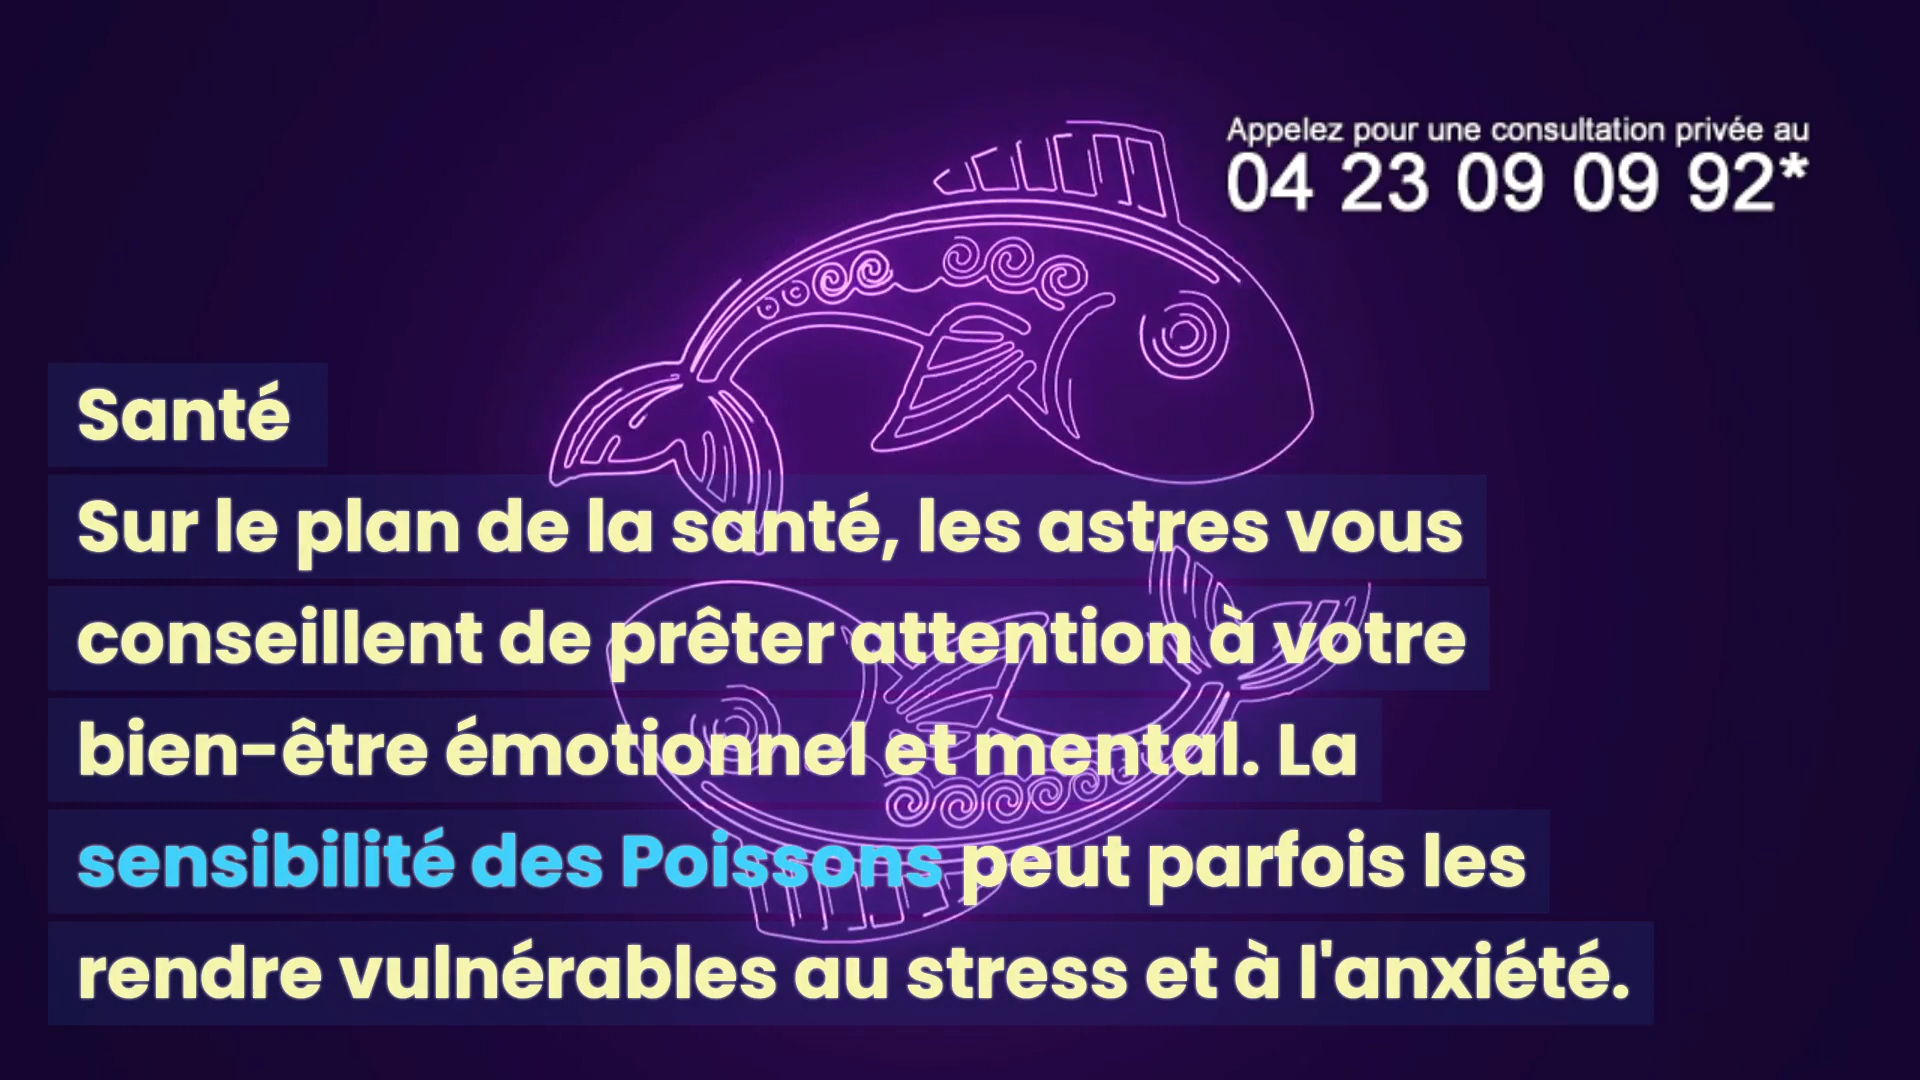 Appelez pour une consultation privée au
04 23 09 09 92*
Santé
Sur le plan de la santé, les astres vous
conseillent de prêter attention à votre
bien-être émotionnel et mental. La
sensibilité des Poissons peut parfois les
rendre vulnérables au stress et à l'anxiété.